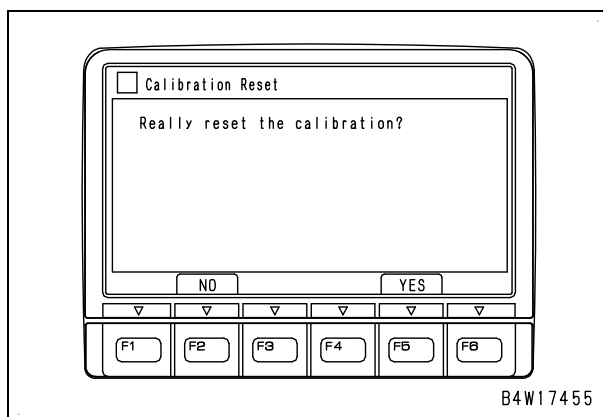 Calibration Reset
Really reset the calibration?
NO YES
F1 F2 F3 F4 F5 F6
B4W17455